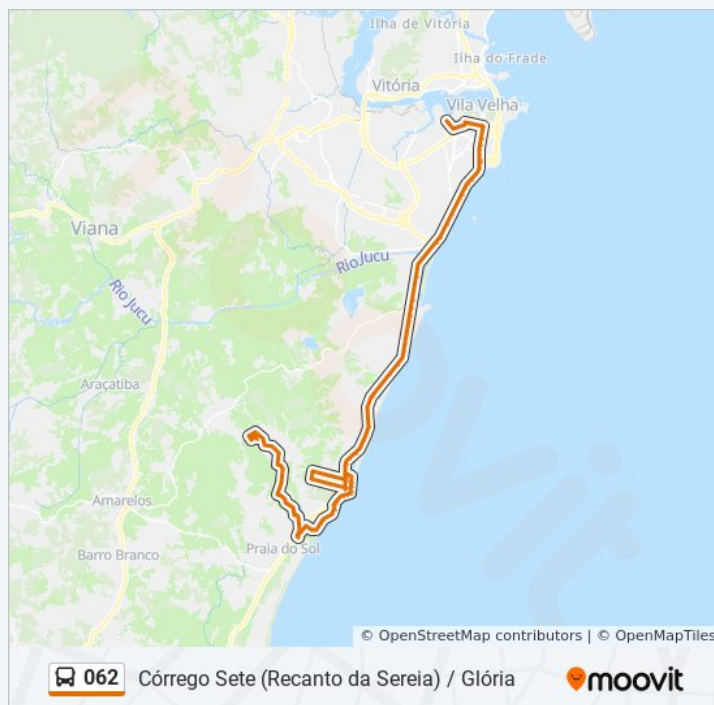 Ilha de Vitória
Ilha do Frade
Vitória
Vila Velha
Viana
Rio Jucu
Rio Jucu
Araçatiba
Amarelos
Barro Branco
Praia do Sol
moovit
© OpenStreetMap contributors | © OpenMapTiles
062 Córrego Sete (Recanto da Sereia) / Glória moovit